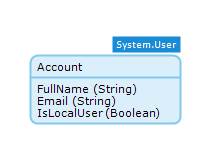 System.User
Account
FullName (String)
Email (String)
IsLocalUser (Boolean)